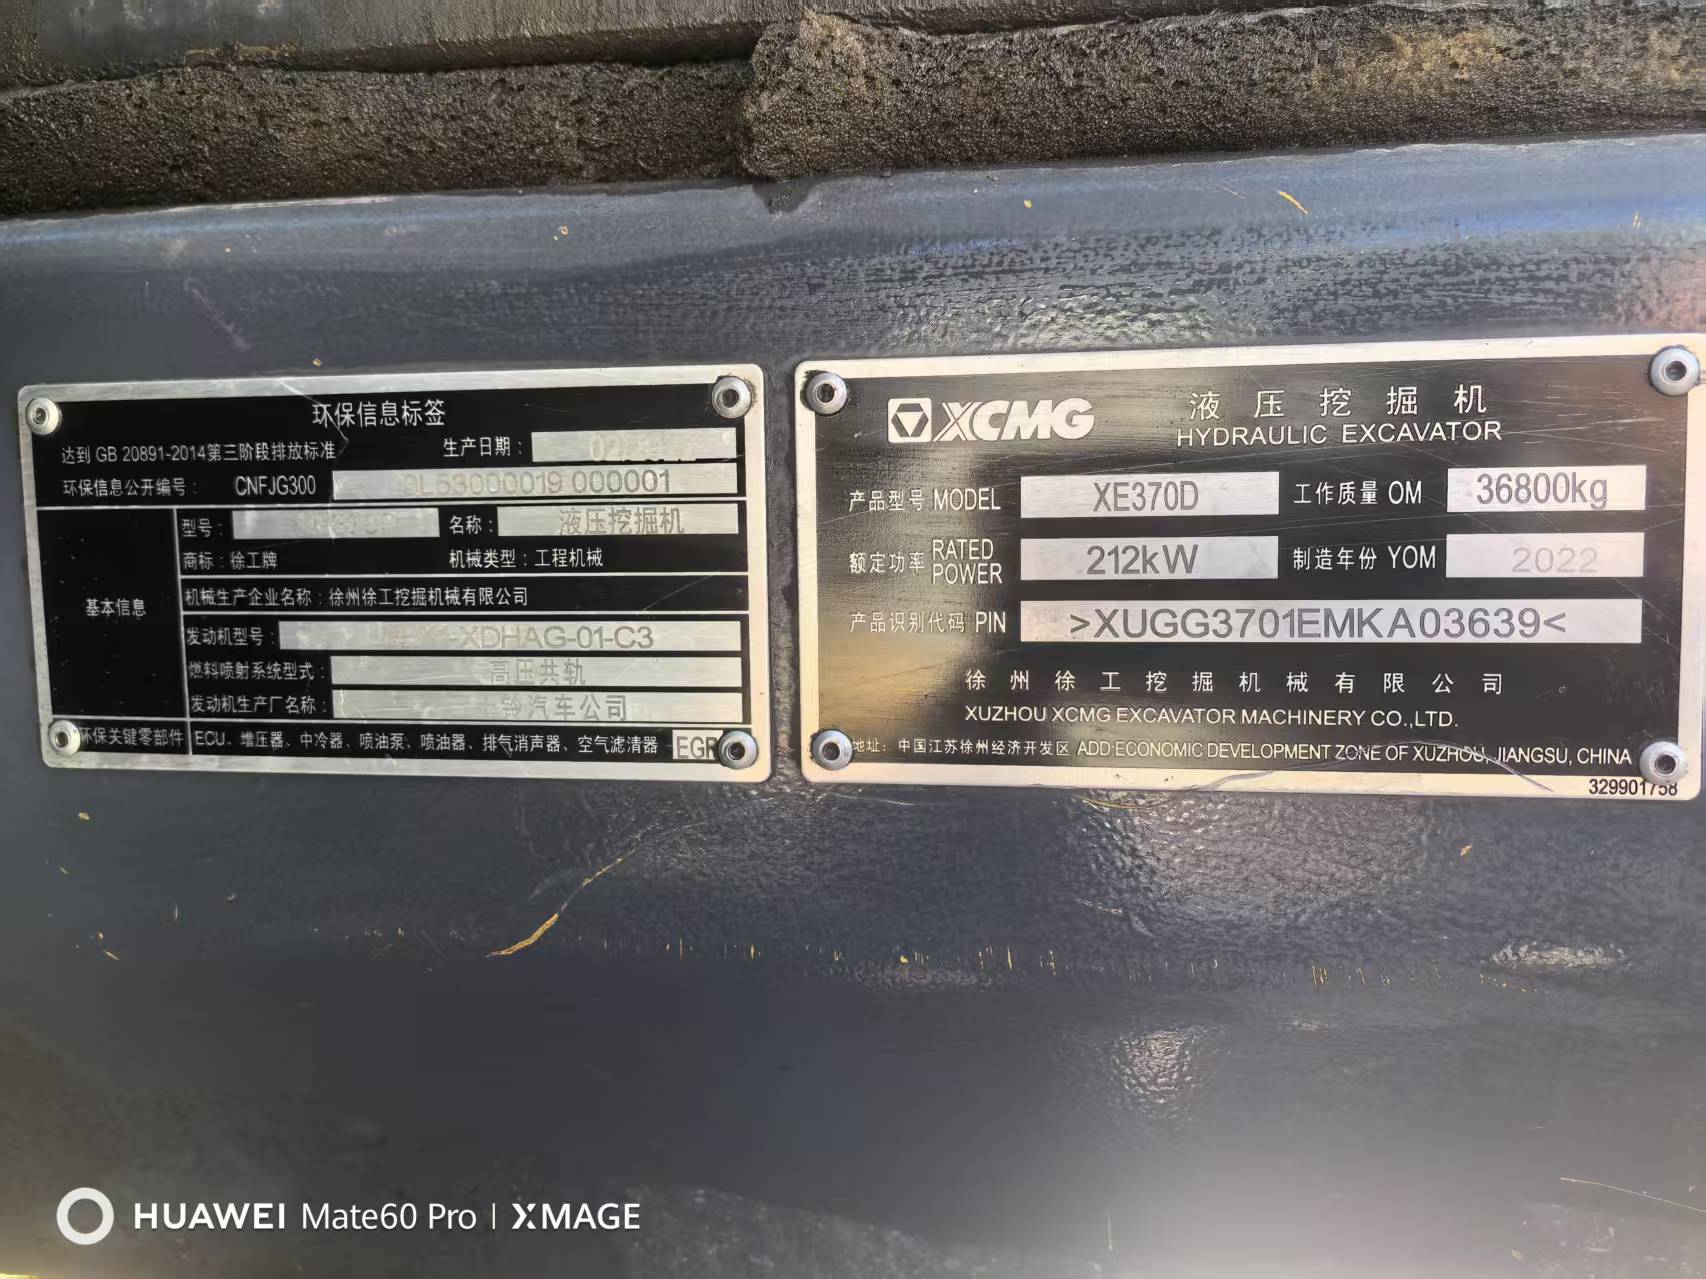 环保信息标签
达到 GB 20891-2014第三阶段排放标准 生产日期:
环保信息公开编号: CNFJG300 000001
基本信息
型号: 名称: 液压挖掘机
商标: 徐工牌 机械类型: 工程机械
机械生产企业名称: 徐州徐工挖掘机械有限公司
发动机型号: -XDHAG-01-C3
燃料喷射系统型式: 高压共轨
发动机生产厂名称: 铃汽车公司
环保关键零部件 ECU、增压器、中冷器、喷油泵、喷油器、排气消声器、空气滤清器 EGR
XCMG 液压挖掘机
HYDRAULIC EXCAVATOR
产品型号 MODEL XE370D 工作质量 OM 36800kg
额定功率 RATED POWER 212kW 制造年份 YOM 2022
产品识别代码 PIN >XUGG3701EMKA03639<
徐州徐工挖掘机械有限公司
XUZHOU XCMG EXCAVATOR MACHINERY CO.,LTD.
地址: 中国江苏徐州经济开发区 ADD:ECONOMIC DEVELOPMENT ZONE OF XUZHOU, JIANGSU, CHINA
329901758
HUAWEI Mate60 Pro | XMAGE